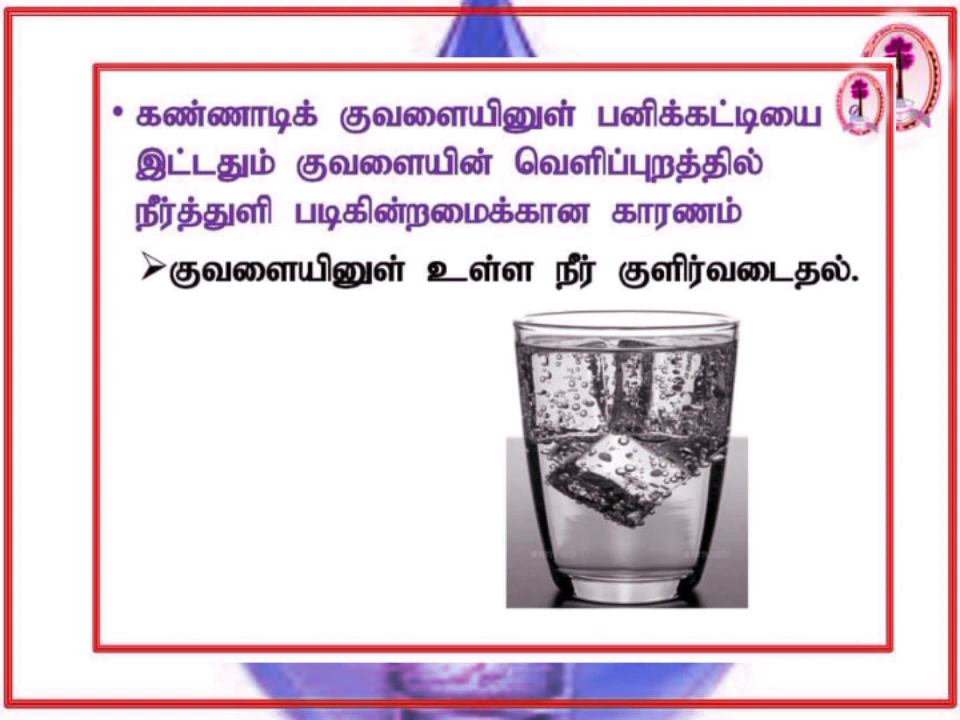 • கண்ணாடிக் குவளையினுள் பனிக்கட்டியை
இட்டதும் குவளையின் வெளிப்புறத்தில்
நீர்த்துளி படிகின்றமைக்கான காரணம்
➢குவளையினுள் உள்ள நீர் குளிர்வடைதல்.